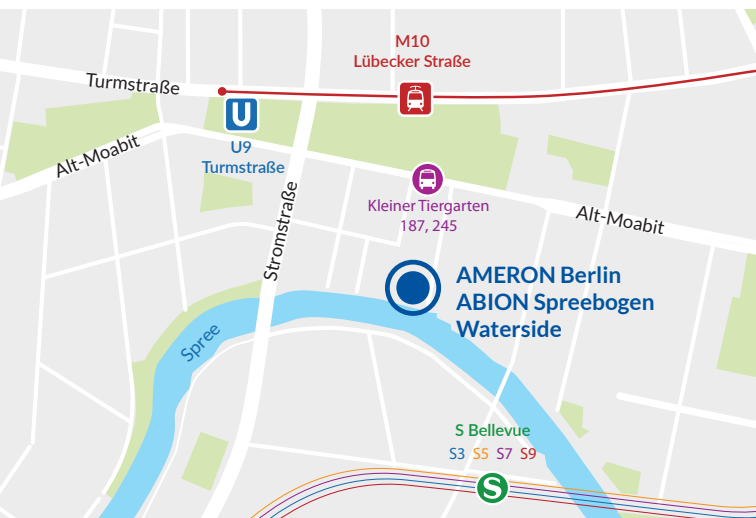 M10
Lübecker Straße
Turmstraße
U
U9
Turmstraße
Alt-Moabit
Stromstraße
Kleiner Tiergarten
187, 245
Alt-Moabit
AMERON Berlin
ABION Spreebogen
Waterside
Spree
S Bellevue
S3 S5 S7 S9
S